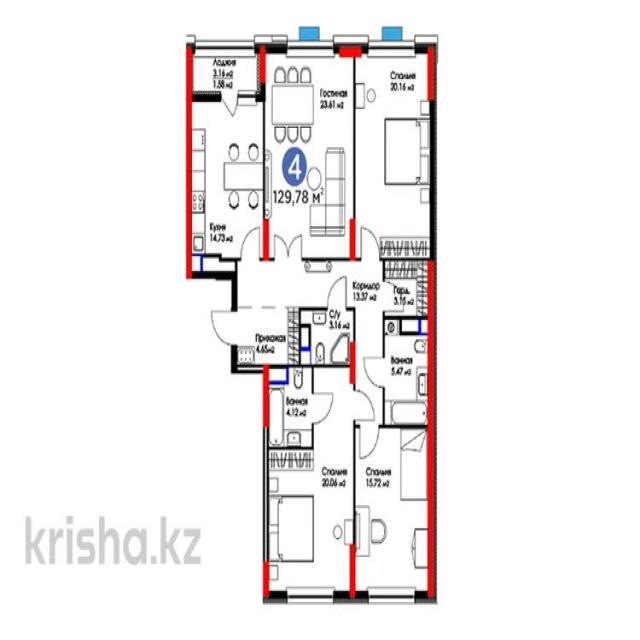 Лоджия
3.16 м2
1.58 м2
Гостиная
23.61 м2
Спальня
20.16 м2
4
129,78 м2
Кухня
14.73 м2
Коридор
13.37 м2
Гард.
3.15 м2
С/у
3.16 м2
Прихожая
4.65м2
Ванная
5.47 м2
Ванная
4.12 м2
Спальня
20.06 м2
Спальня
15.72 м2
krisha.kz